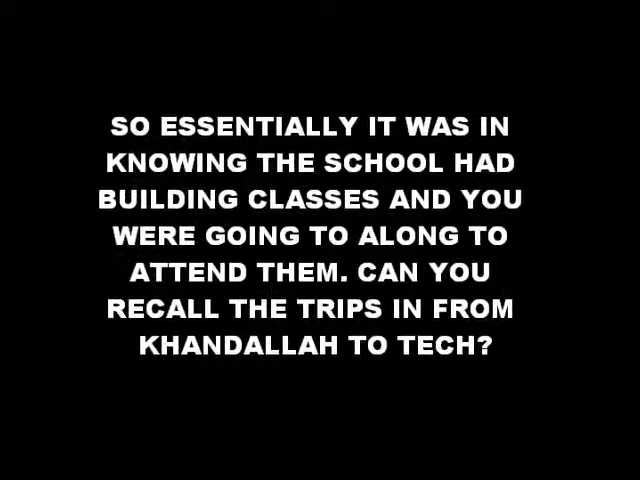 SO ESSENTIALLY IT WAS IN
KNOWING THE SCHOOL HAD
BUILDING CLASSES AND YOU
WERE GOING TO ALONG TO
ATTEND THEM. CAN YOU
RECALL THE TRIPS IN FROM
KHANDALLAH TO TECH?